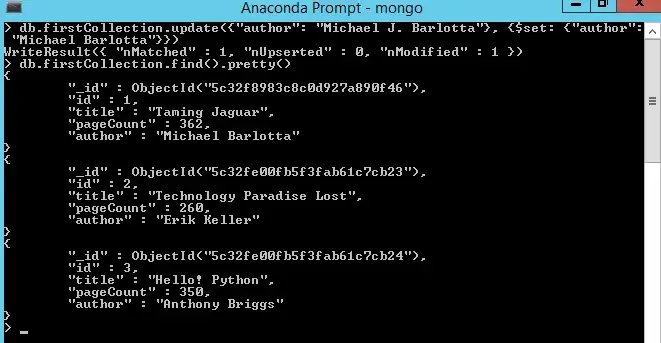 Anaconda Prompt - mongo
> db.firstCollection.update({"author": "Michael J. Barlotta"}, {$set: {"author":
 "Michael Barlotta"}})
WriteResult({ "nMatched" : 1, "nUpserted" : 0, "nModified" : 1 })
> db.firstCollection.find().pretty()
{
        "_id" : ObjectId("5c32f8983c8c0d927a890f46"),
        "id" : 1,
        "title" : "Taming Jaguar",
        "pageCount" : 362,
        "author" : "Michael Barlotta"
}
{
        "_id" : ObjectId("5c32fe00fb5f3fab61c7cb23"),
        "id" : 2,
        "title" : "Technology Paradise Lost",
        "pageCount" : 260,
        "author" : "Erik Keller"
}
{
        "_id" : ObjectId("5c32fe00fb5f3fab61c7cb24"),
        "id" : 3,
        "title" : "Hello! Python",
        "pageCount" : 350,
        "author" : "Anthony Briggs"
}
> _